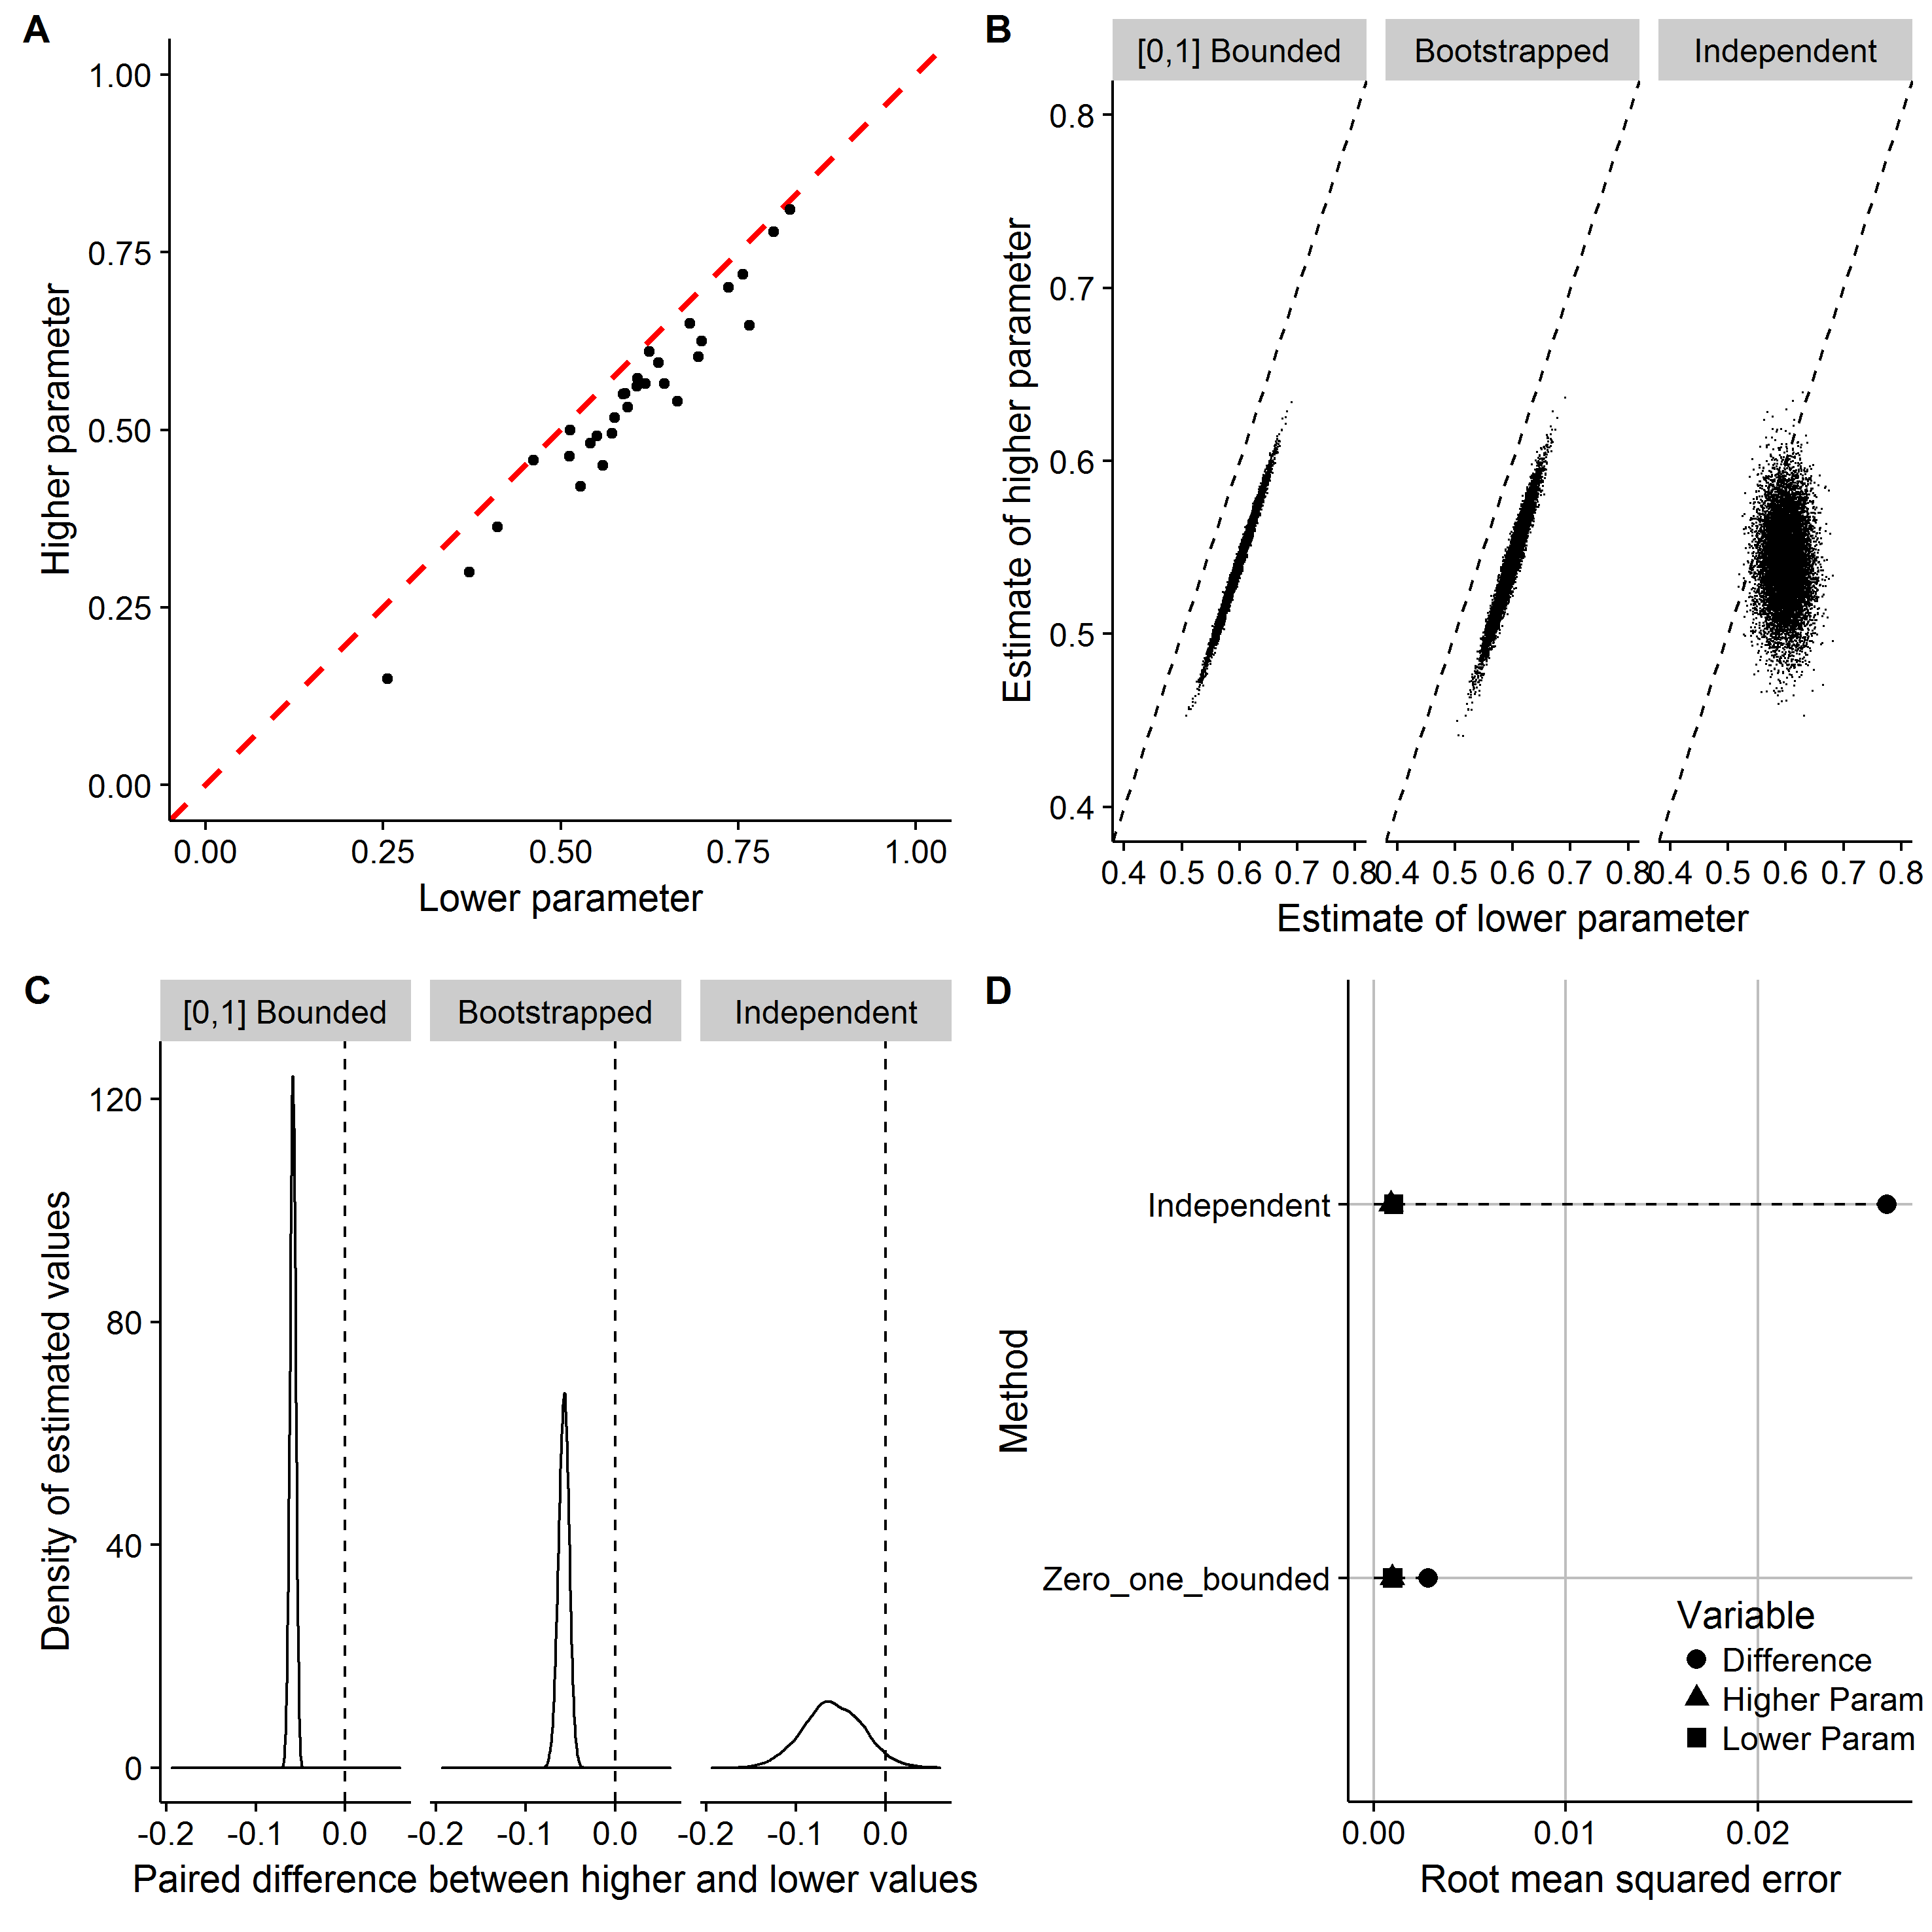 A
1.00
0.75
0.50
0.25
0.00
Higher parameter
0.00 0.25 0.50 0.75 1.00
Lower parameter
B
[0,1] Bounded Bootstrapped Independent
0.8
0.7
0.6
0.5
0.4
Estimate of higher parameter
0.4 0.5 0.6 0.7 0.8 0.4 0.5 0.6 0.7 0.8 0.4 0.5 0.6 0.7 0.8
Estimate of lower parameter
C
[0,1] Bounded Bootstrapped Independent
120
80
40
0
Density of estimated values
-0.2 -0.1 0.0 -0.2 -0.1 0.0 -0.2 -0.1 0.0
Paired difference between higher and lower values
D
Method
Independent
Zero_one_bounded
Variable
Difference
Higher Param
Lower Param
0.00 0.01 0.02
Root mean squared error